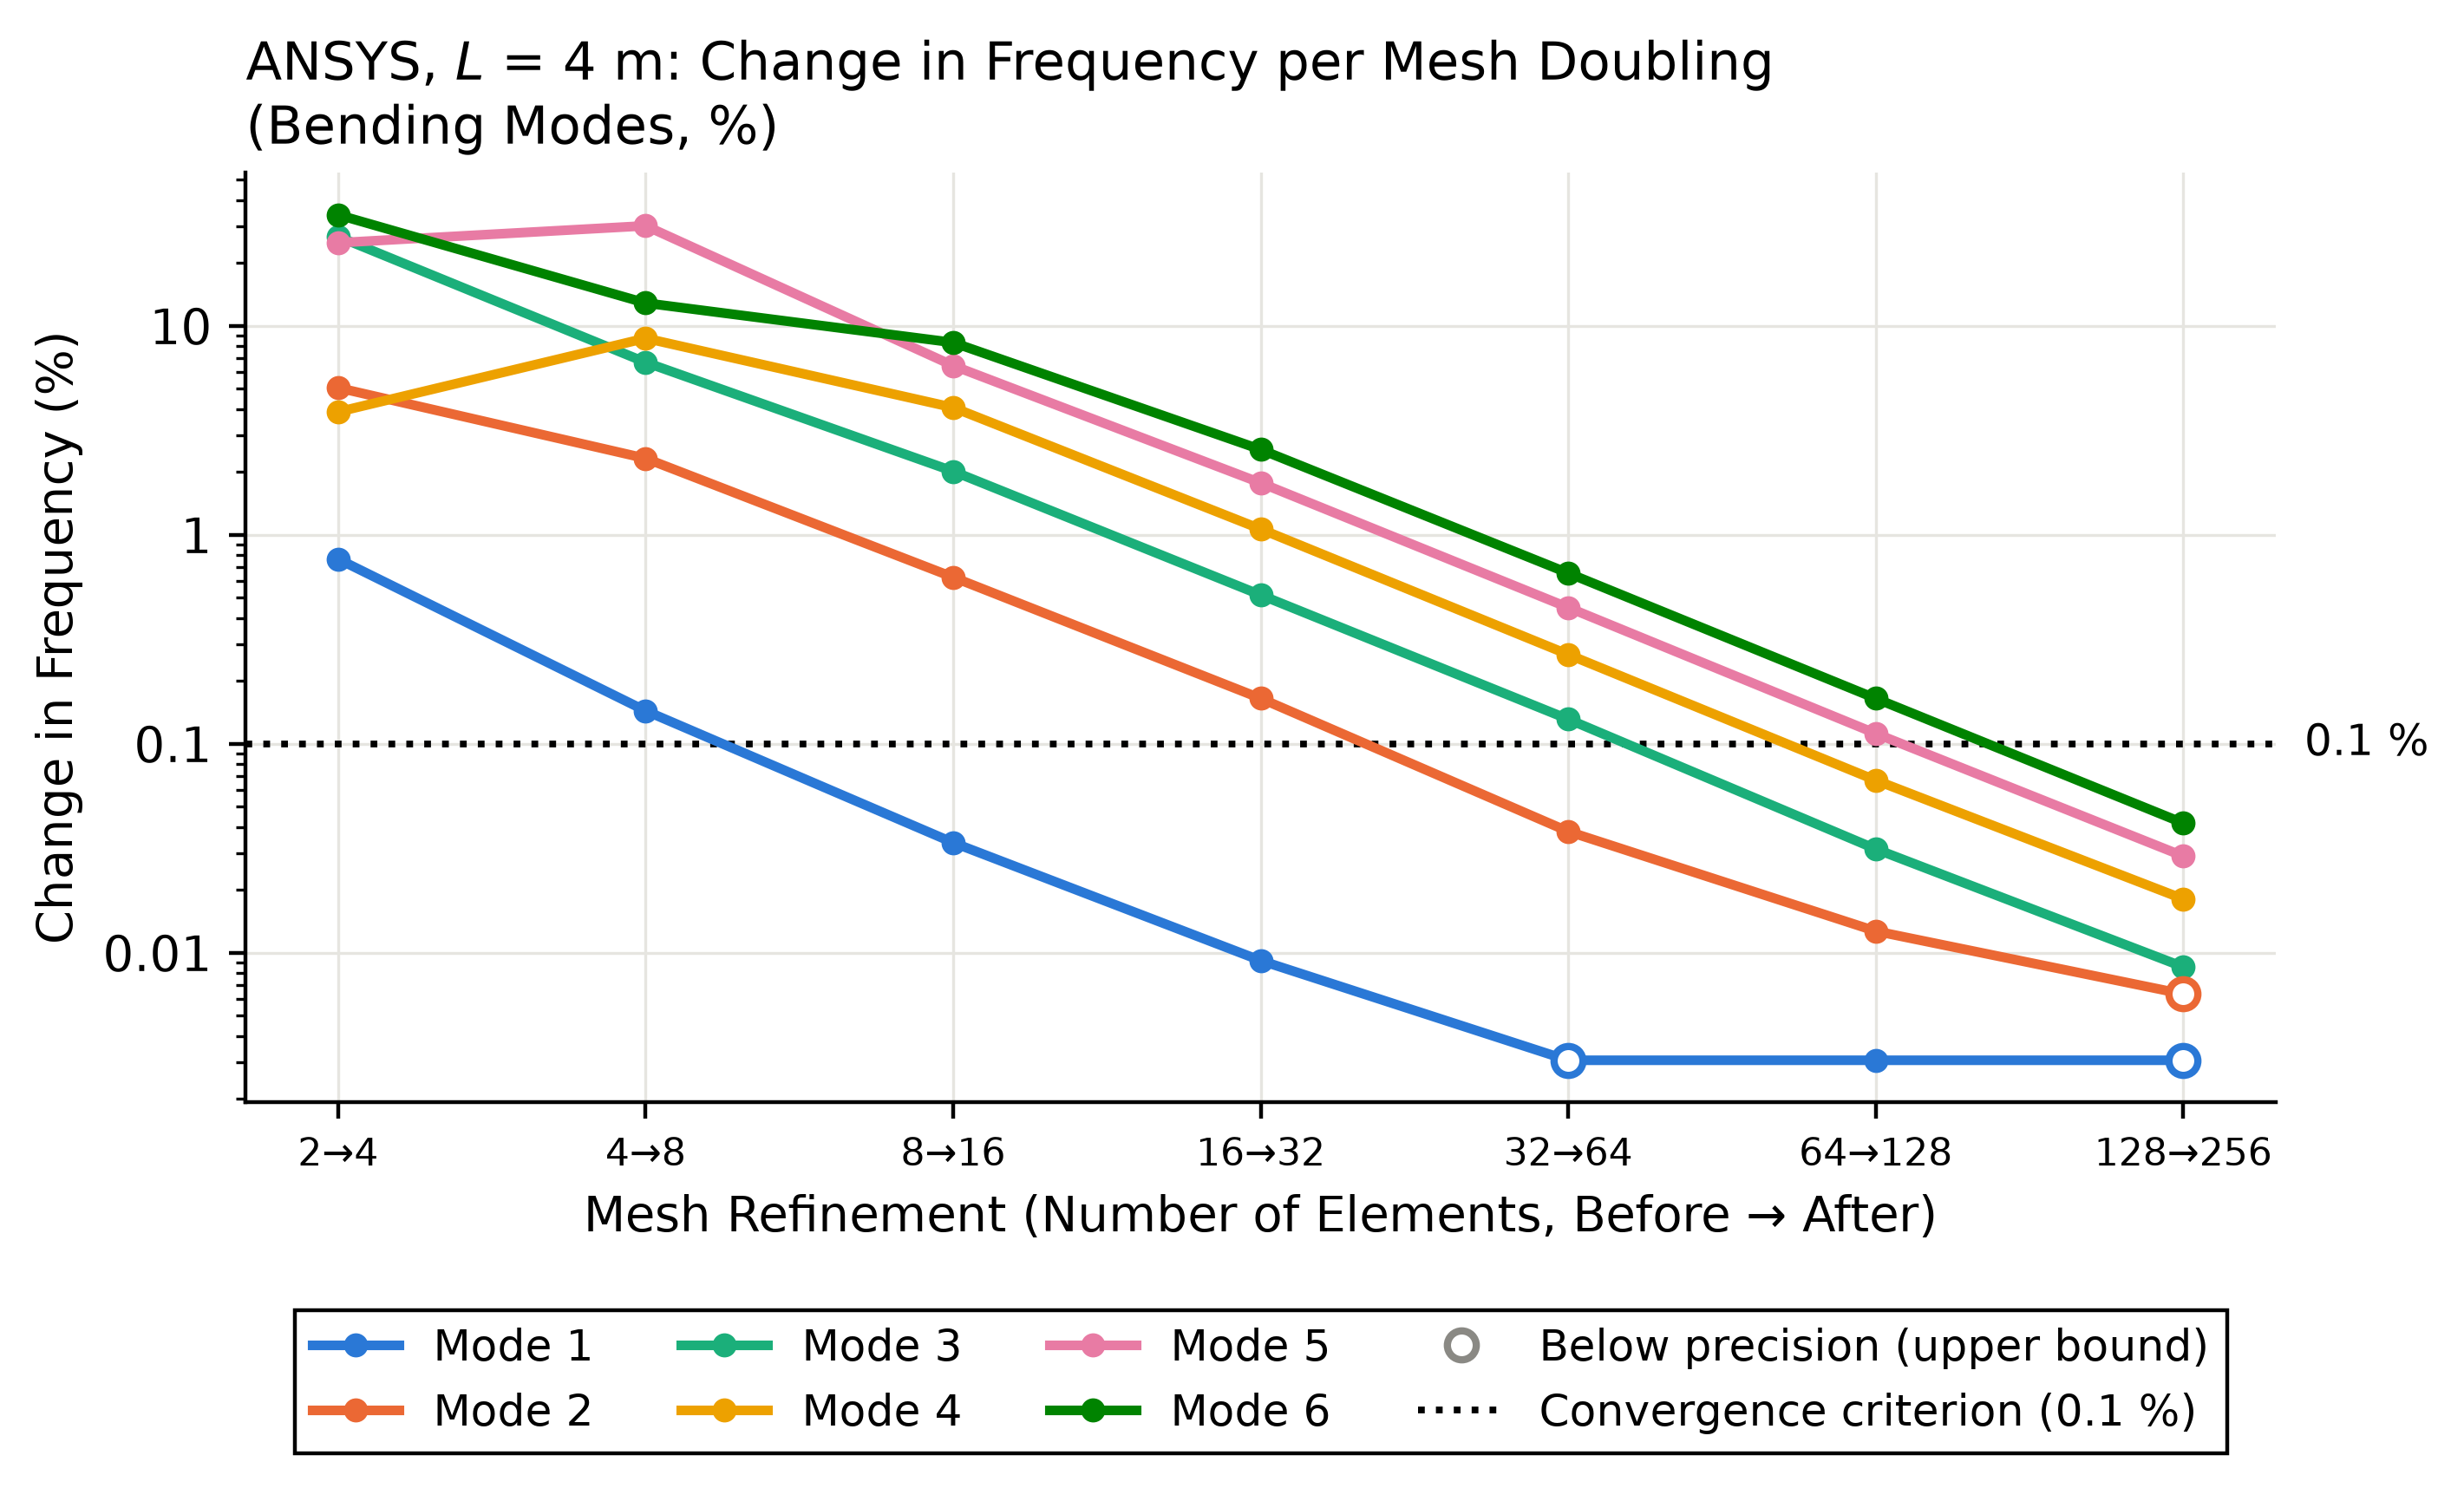 ANSYS, L = 4 m: Change in Frequency per Mesh Doubling
(Bending Modes, %)
Change in Frequency (%)
10
1
0.1
0.01
0.1 %
2→4
4→8
8→16
16→32
32→64
64→128
128→256
Mesh Refinement (Number of Elements, Before → After)
Mode 1
Mode 3
Mode 5
Below precision (upper bound)
Mode 2
Mode 4
Mode 6
Convergence criterion (0.1 %)